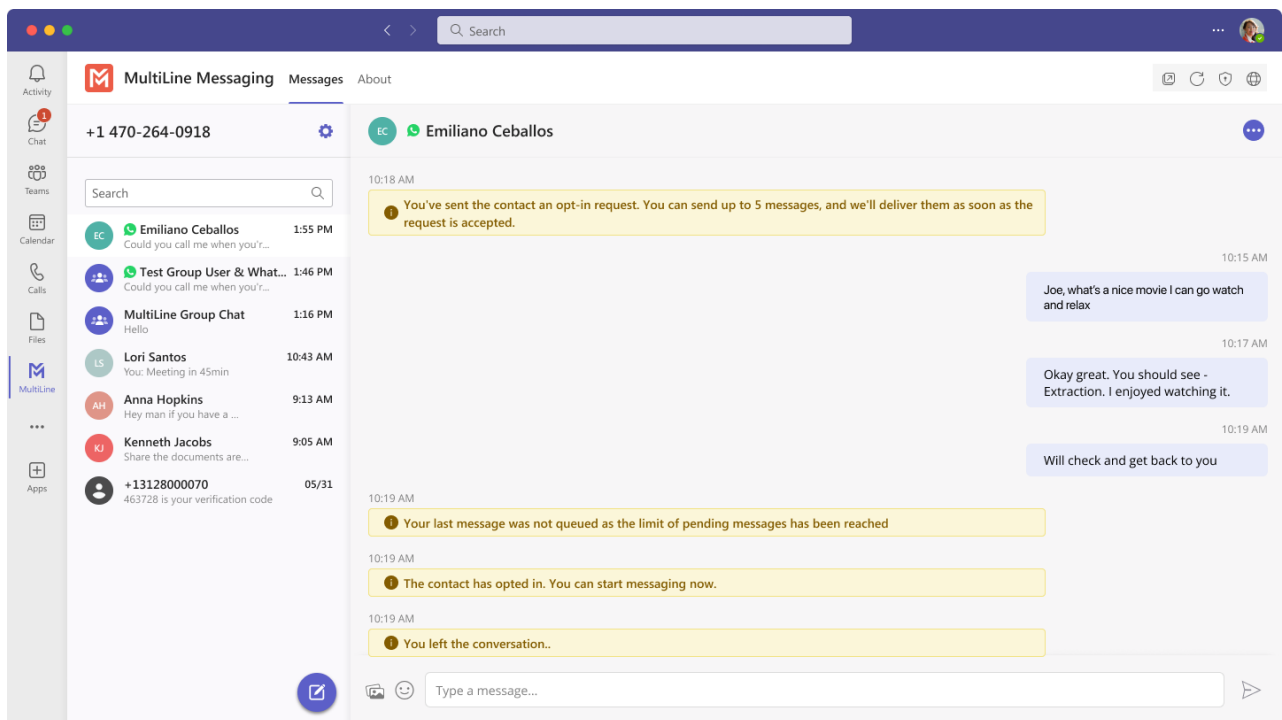 Search
Activity
1
Chat
Teams
Calendar
Calls
Files
MultiLine
Apps
MultiLine Messaging
Messages
About
+1 470-264-0918
Search
EC
Emiliano Ceballos
1:55 PM
Could you call me when you'r...
Test Group User & What...
1:46 PM
Could you call me when you'r...
MultiLine Group Chat
1:16 PM
Hello
LS
Lori Santos
10:43 AM
You: Meeting in 45min
AH
Anna Hopkins
9:13 AM
Hey man if you have a ...
KJ
Kenneth Jacobs
9:05 AM
Share the documents are...
+13128000070
05/31
463728 is your verification code
EC
Emiliano Ceballos
10:18 AM
You've sent the contact an opt-in request. You can send up to 5 messages, and we'll deliver them as soon as the
request is accepted.
10:15 AM
Joe, what's a nice movie I can go watch
and relax
10:17 AM
Okay great. You should see -
Extraction. I enjoyed watching it.
10:19 AM
Will check and get back to you
10:19 AM
Your last message was not queued as the limit of pending messages has been reached
10:19 AM
The contact has opted in. You can start messaging now.
10:19 AM
You left the conversation..
Type a message...